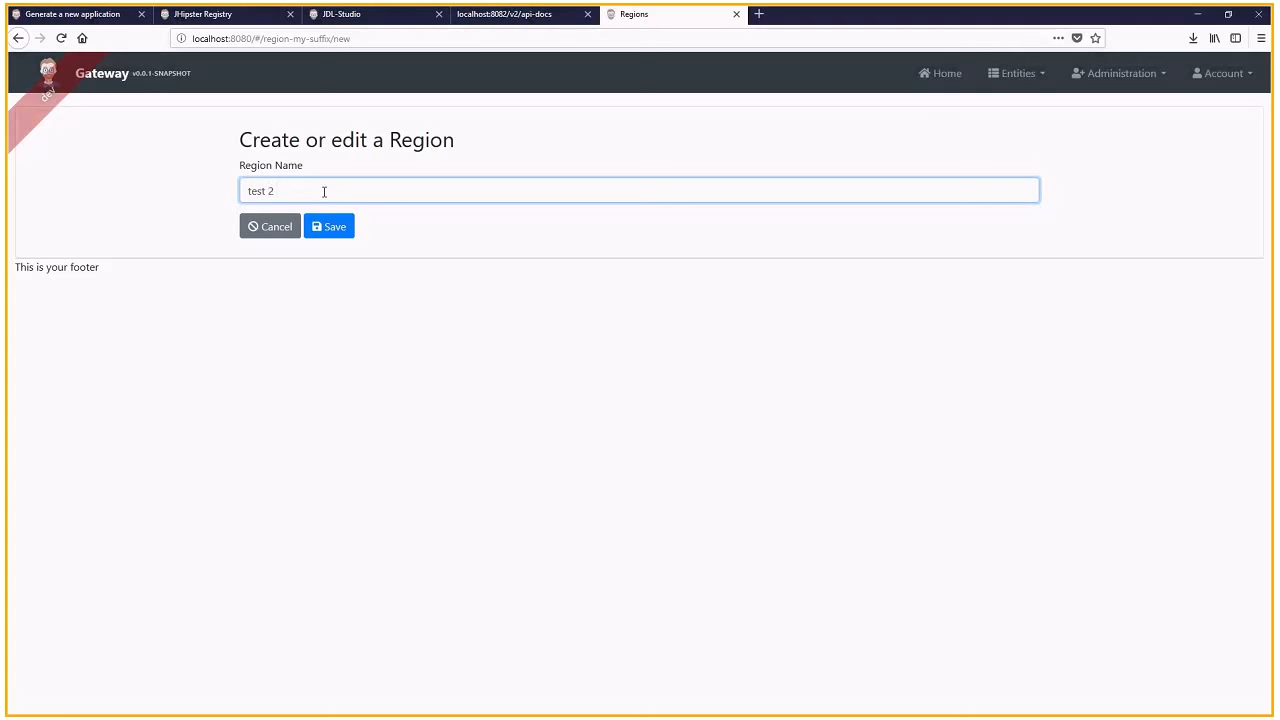 Generate a new application
JHipster Registry
JDL-Studio
localhost:8082/v2/api-docs
Regions
localhost:8080/#/region-my-suffix/new
dev
Gateway v0.0.1-SNAPSHOT
Home
Entities
Administration
Account
Create or edit a Region
Region Name
test 2
Cancel
Save
This is your footer